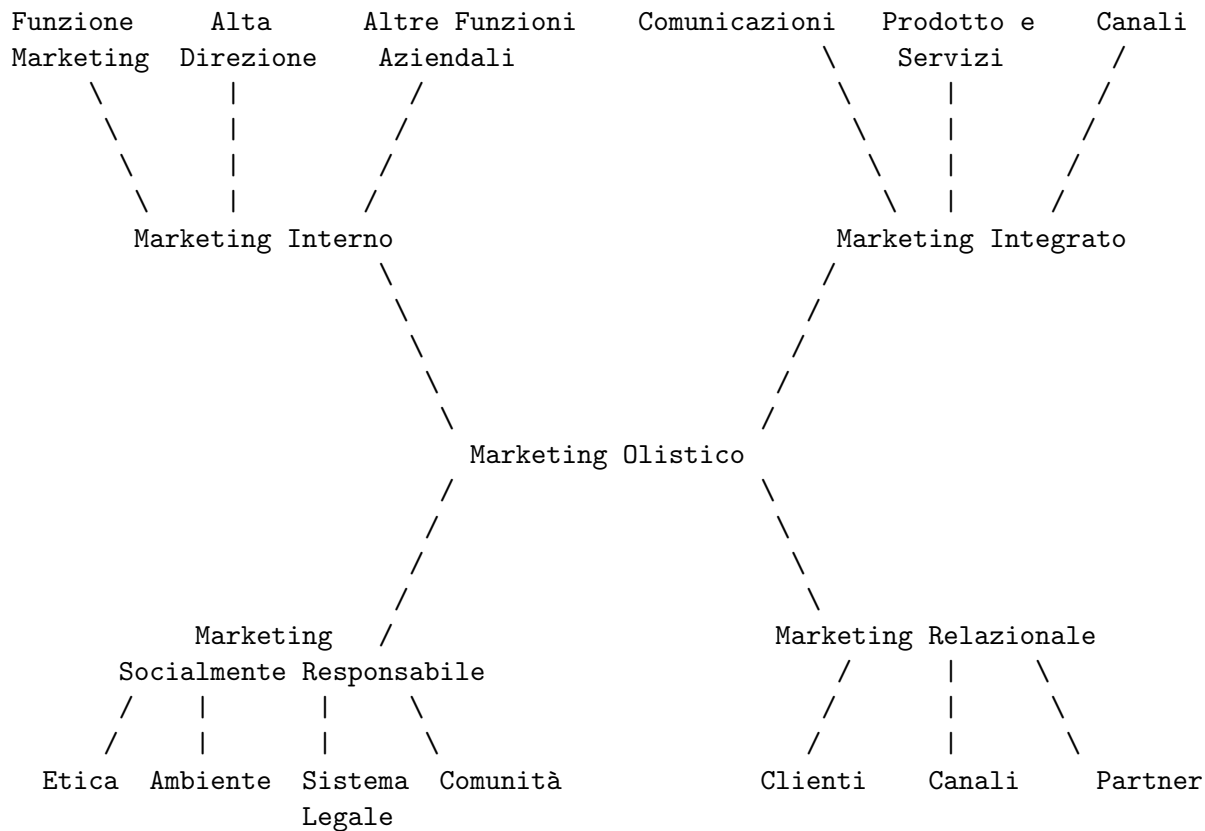 Funzione Alta Altre Funzioni Comunicazioni Prodotto e Canali
Marketing Direzione Aziendali Servizi
Marketing Interno Marketing Integrato
Marketing Olistico
Marketing Marketing Relazionale
Socialmente Responsabile
Etica Ambiente Sistema Comunità Clienti Canali Partner
Legale